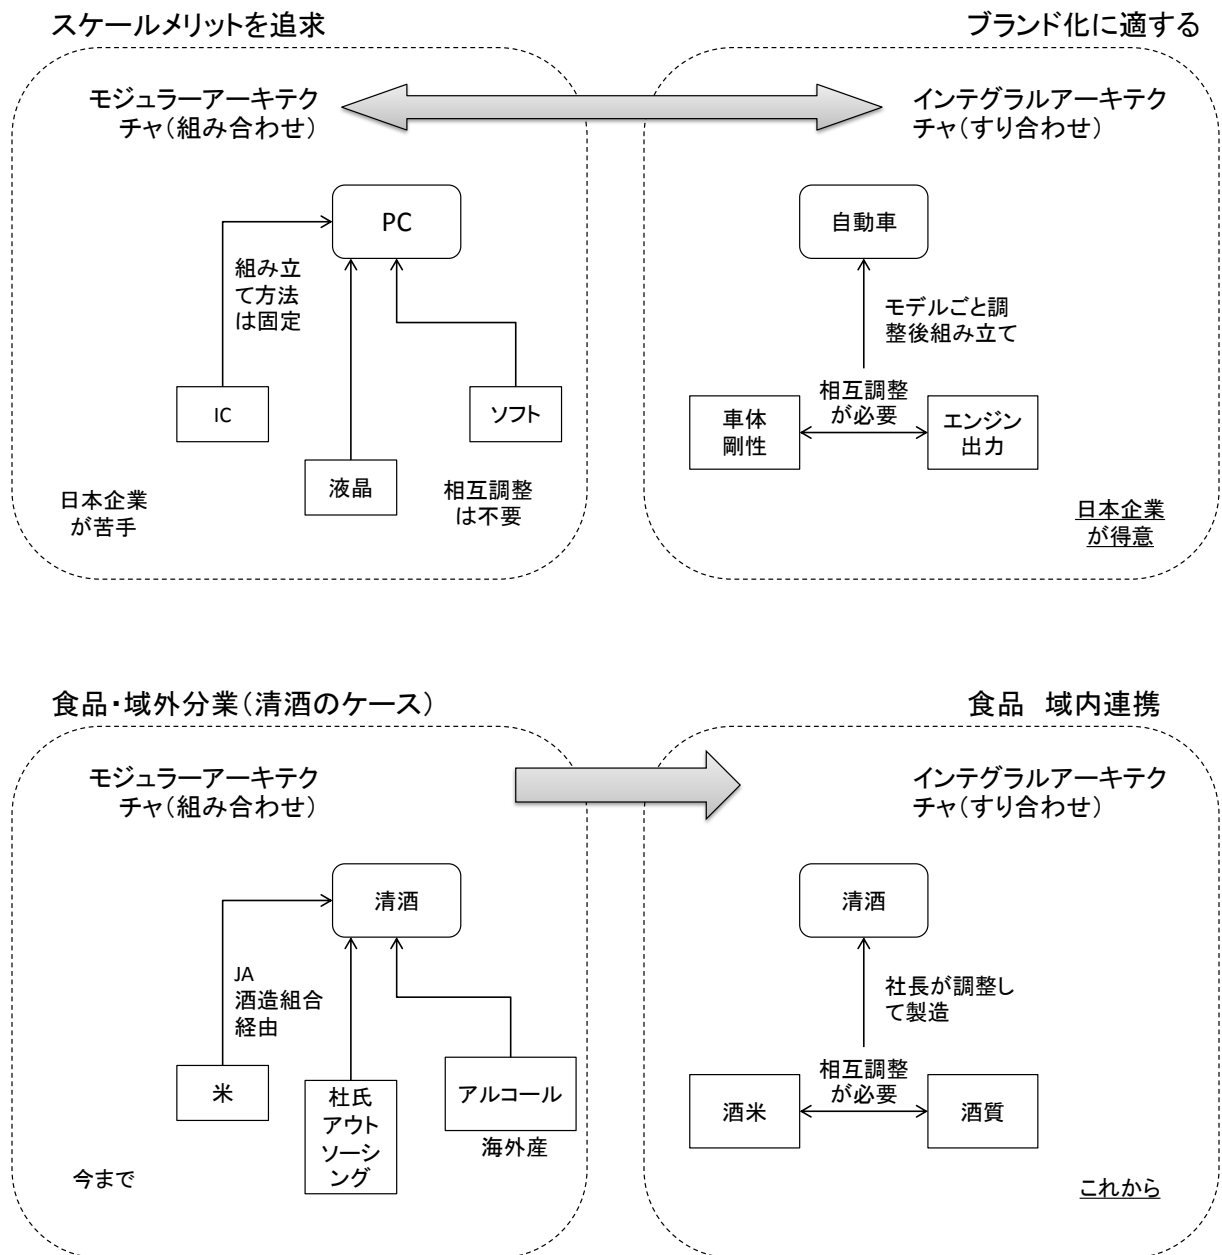 スケールメリットを追求
ブランド化に適する
モジュラーアーキテク
チャ(組み合わせ)
インテグラルアーキテク
チャ(すり合わせ)
PC
自動車
組み立
て方法
は固定
モデルごと調
整後組み立て
IC
ソフト
液晶
相互調整
が必要
車体
剛性
エンジン
出力
日本企業
が苦手
相互調整
は不要
日本企業
が得意
食品・域外分業(清酒のケース)
食品 域内連携
モジュラーアーキテク
チャ(組み合わせ)
インテグラルアーキテク
チャ(すり合わせ)
清酒
清酒
JA
酒造組合
経由
社長が調整し
て製造
米
杜氏
アウト
ソーシ
ング
アルコール
海外産
相互調整
が必要
酒米
酒質
今まで
これから